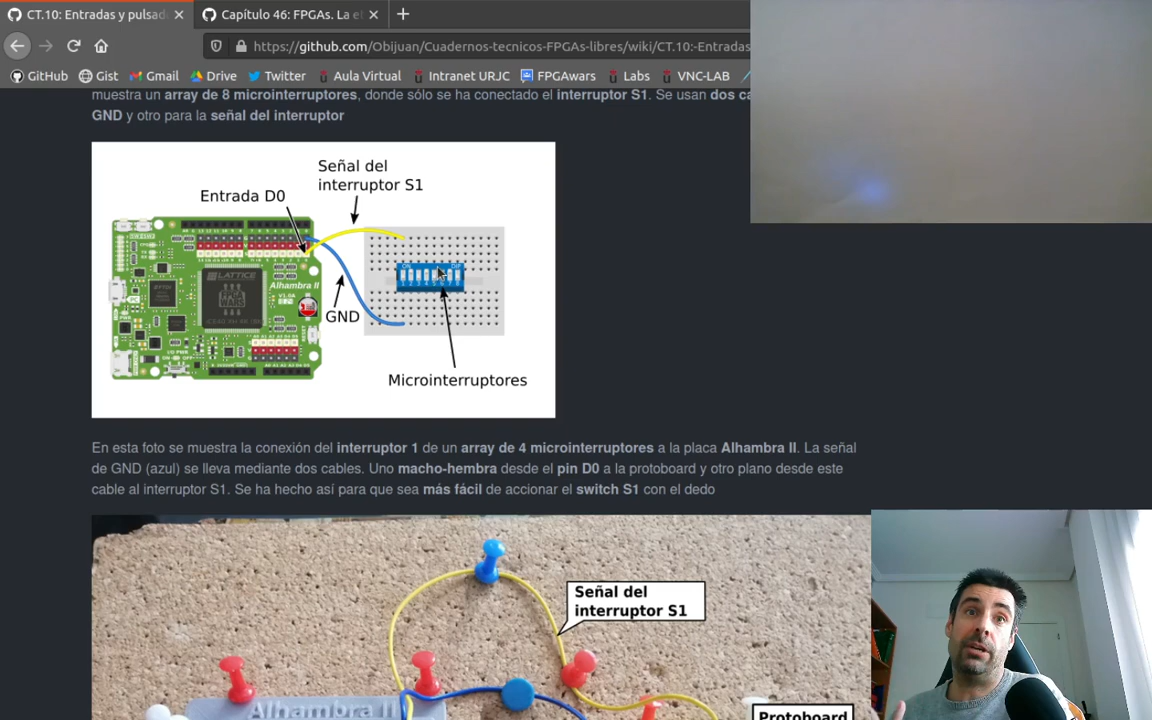 CT.10: Entradas y pulsad
Capítulo 46: FPGAs. La e
https://github.com/Obijuan/Cuadernos-tecnicos-FPGAs-libres/wiki/CT.10:-Entradas
GitHub Gist Gmail Drive Twitter Aula Virtual Intranet URJC FPGAwars Labs VNC-LAB
muestra un array de 8 microinterruptores, donde sólo se ha conectado el interruptor S1. Se usan dos ca
GND y otro para la señal del interruptor
Señal del
interruptor S1
Entrada D0
LATTICE
Alhambra II
FPGA
WARS
GND
Microinterruptores
En esta foto se muestra la conexión del interruptor 1 de un array de 4 microinterruptores a la placa Alhambra II. La señal
de GND (azul) se lleva mediante dos cables. Uno macho-hembra desde el pin D0 a la protoboard y otro plano desde este
cable al interruptor S1. Se ha hecho así para que sea más fácil de accionar el switch S1 con el dedo
Señal del
interruptor S1
Alhambra II
Protoboard